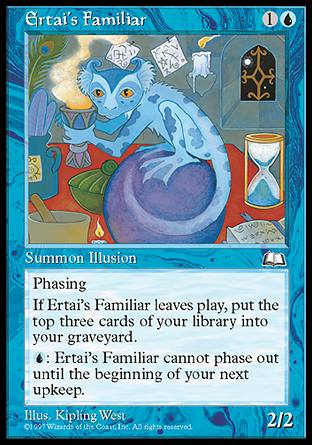 Ertai's Familiar 1
Summon Illusion
Phasing
If Ertai's Familiar leaves play, put the
top three cards of your library into
your graveyard.
: Ertai's Familiar cannot phase out
until the beginning of your next
upkeep.
Illus. Kipling West
©1997 Wizards of the Coast, Inc. All rights reserved.
2/2